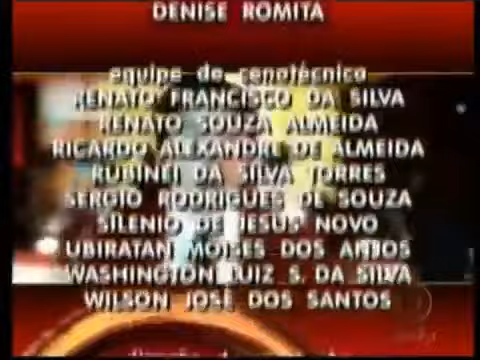 DENISE ROMITA
equipe de cenotécnico
RENATO FRANCISCO DA SILVA
RENATO SOUZA ALMEIDA
RICARDO ALEXANDRE DE ALMEIDA
RUBINEI DA SILVA TORRES
SERGIO RODRIGUES DE SOUZA
SILENIO DE JESUS NOVO
UBIRATAN MOISES DOS ANJOS
WASHINGTON LUIZ S. DA SILVA
WILSON JOSÉ DOS SANTOS